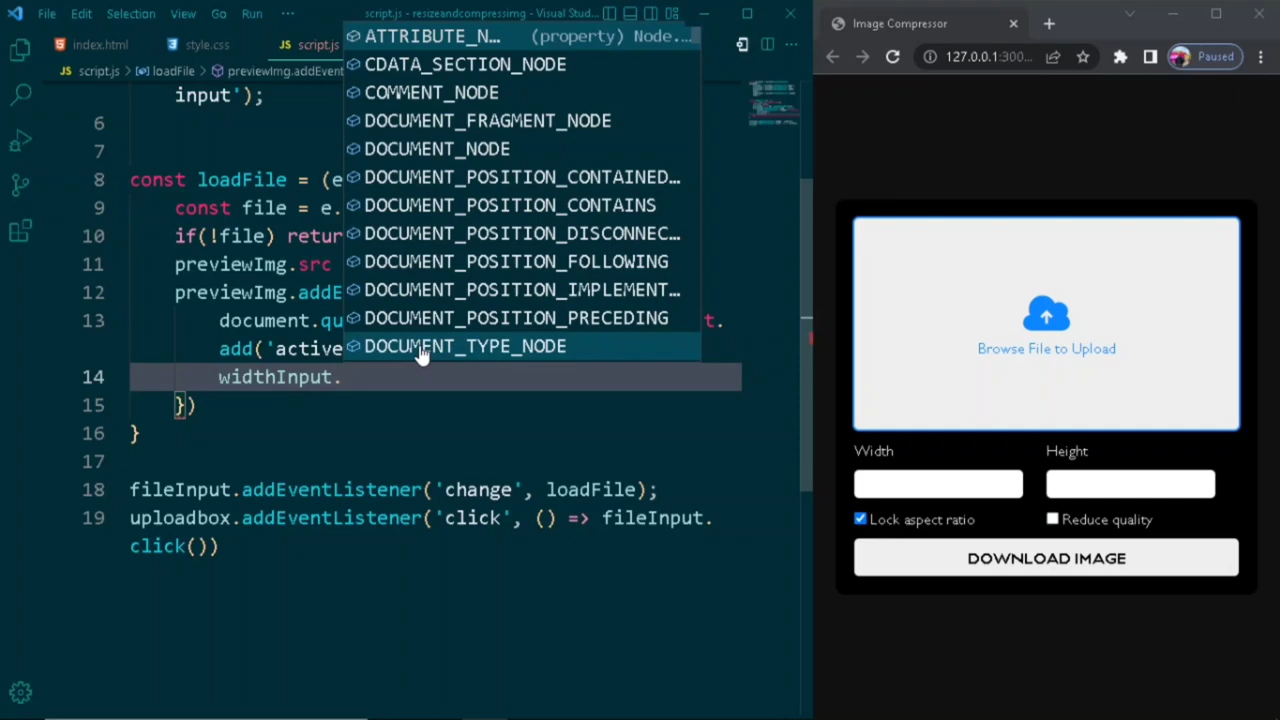 File Edit Selection View Go Run ··· script.js - resizeandcompressimg - Visual Stud...
index.html style.css script.js
script.js > loadFile > previewImg.addEvent
input');
6
7
8 const loadFile = (e
9 const file = e.
10 if(!file) retur
11 previewImg.src
12 previewImg.addE
13 document.qu t.
add('active
14 widthInput.
15 })
16 }
17
18 fileInput.addEventListener('change', loadFile);
19 uploadbox.addEventListener('click', () => fileInput.
click())
ATTRIBUTE_N... (property) Node....
CDATA_SECTION_NODE
COMMENT_NODE
DOCUMENT_FRAGMENT_NODE
DOCUMENT_NODE
DOCUMENT_POSITION_CONTAINED...
DOCUMENT_POSITION_CONTAINS
DOCUMENT_POSITION_DISCONNEC...
DOCUMENT_POSITION_FOLLOWING
DOCUMENT_POSITION_IMPLEMENT...
DOCUMENT_POSITION_PRECEDING
DOCUMENT_TYPE_NODE
Image Compressor
127.0.0.1:300... Paused
Browse File to Upload
Width Height
Lock aspect ratio Reduce quality
DOWNLOAD IMAGE